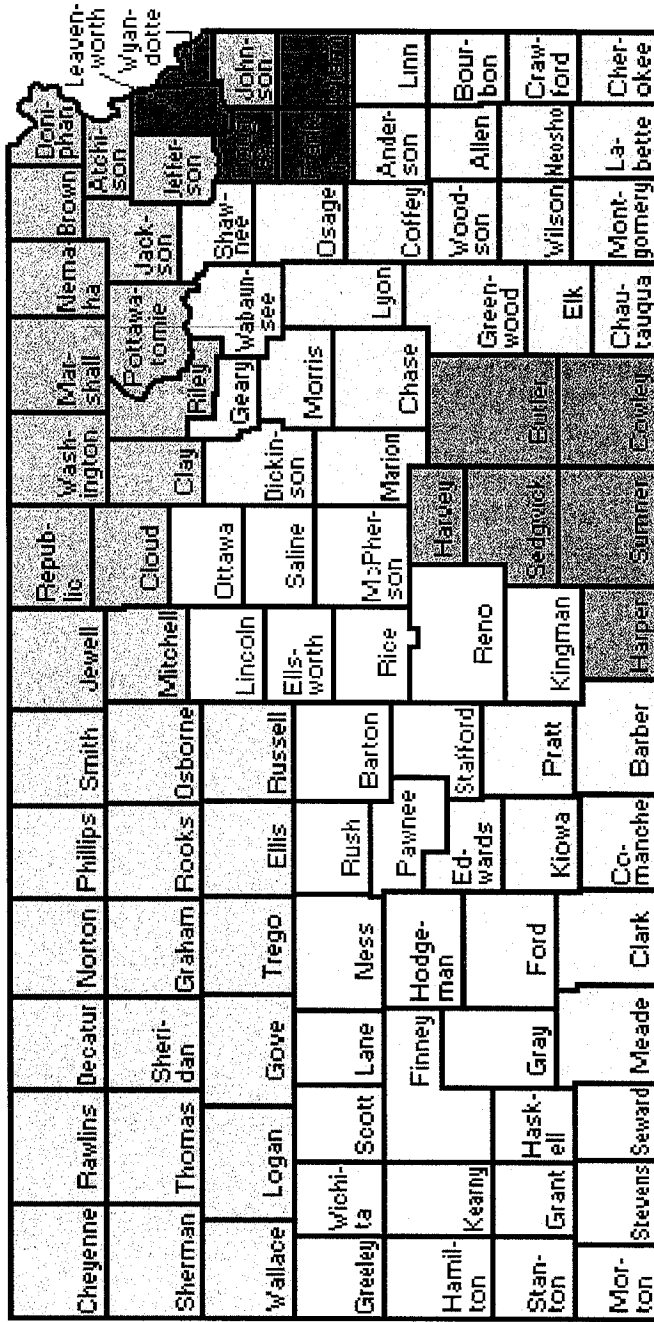 Cheyenne
Rawlins
Decatur
Norton
Phillips
Smith
Jewell
Repub-
lic
Wash-
ington
Mar-
shall
Nema-
ha
Brown
Doni-
phan
Leaven-
worth
Wyan-
dotte
Sherman
Thomas
Sheri-
dan
Graham
Rooks
Osborne
Mitchell
Cloud
Clay
Riley
Pottawa-
tomie
Jack-
son
Atchi-
son
Jeffer-
son
Wallace
Logan
Gove
Trego
Ellis
Russell
Lincoln
Ottawa
Dickin-
son
Geary
Wabaun-
see
Shaw-
nee
John-
son
Ells-
worth
Saline
Morris
Osage
Greeley
Wichi-
ta
Scott
Lane
Ness
Rush
Barton
Rice
McPher-
son
Marion
Chase
Lyon
Coffey
Ander-
son
Linn
Hamil-
ton
Kearny
Finney
Hodge-
man
Pawnee
Stafford
Reno
Harvey
Butler
Green-
wood
Wood-
son
Allen
Bour-
bon
Stan-
ton
Grant
Hask-
ell
Gray
Ford
Ed-
wards
Kiowa
Pratt
Kingman
Sedgwick
Elk
Wilson
Neosho
Craw-
ford
Mor-
ton
Stevens
Seward
Meade
Clark
Co-
manche
Barber
Harper
Sumner
Cowley
Chau-
tauqua
Mont-
gomery
La-
bette
Cher-
okee